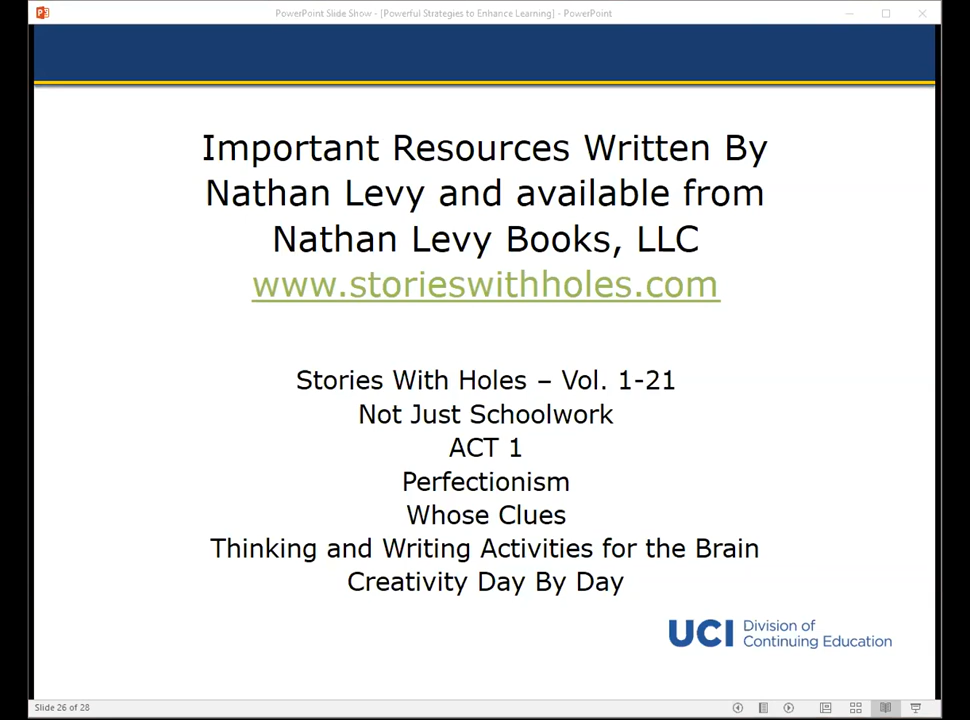 PowerPoint Slide Show - [Powerful Strategies to Enhance Learning] - PowerPoint
Important Resources Written By
Nathan Levy and available from
Nathan Levy Books, LLC
www.storieswithholes.com
Stories With Holes – Vol. 1-21
Not Just Schoolwork
ACT 1
Perfectionism
Whose Clues
Thinking and Writing Activities for the Brain
Creativity Day By Day
UCI Division of
Continuing Education
Slide 26 of 28